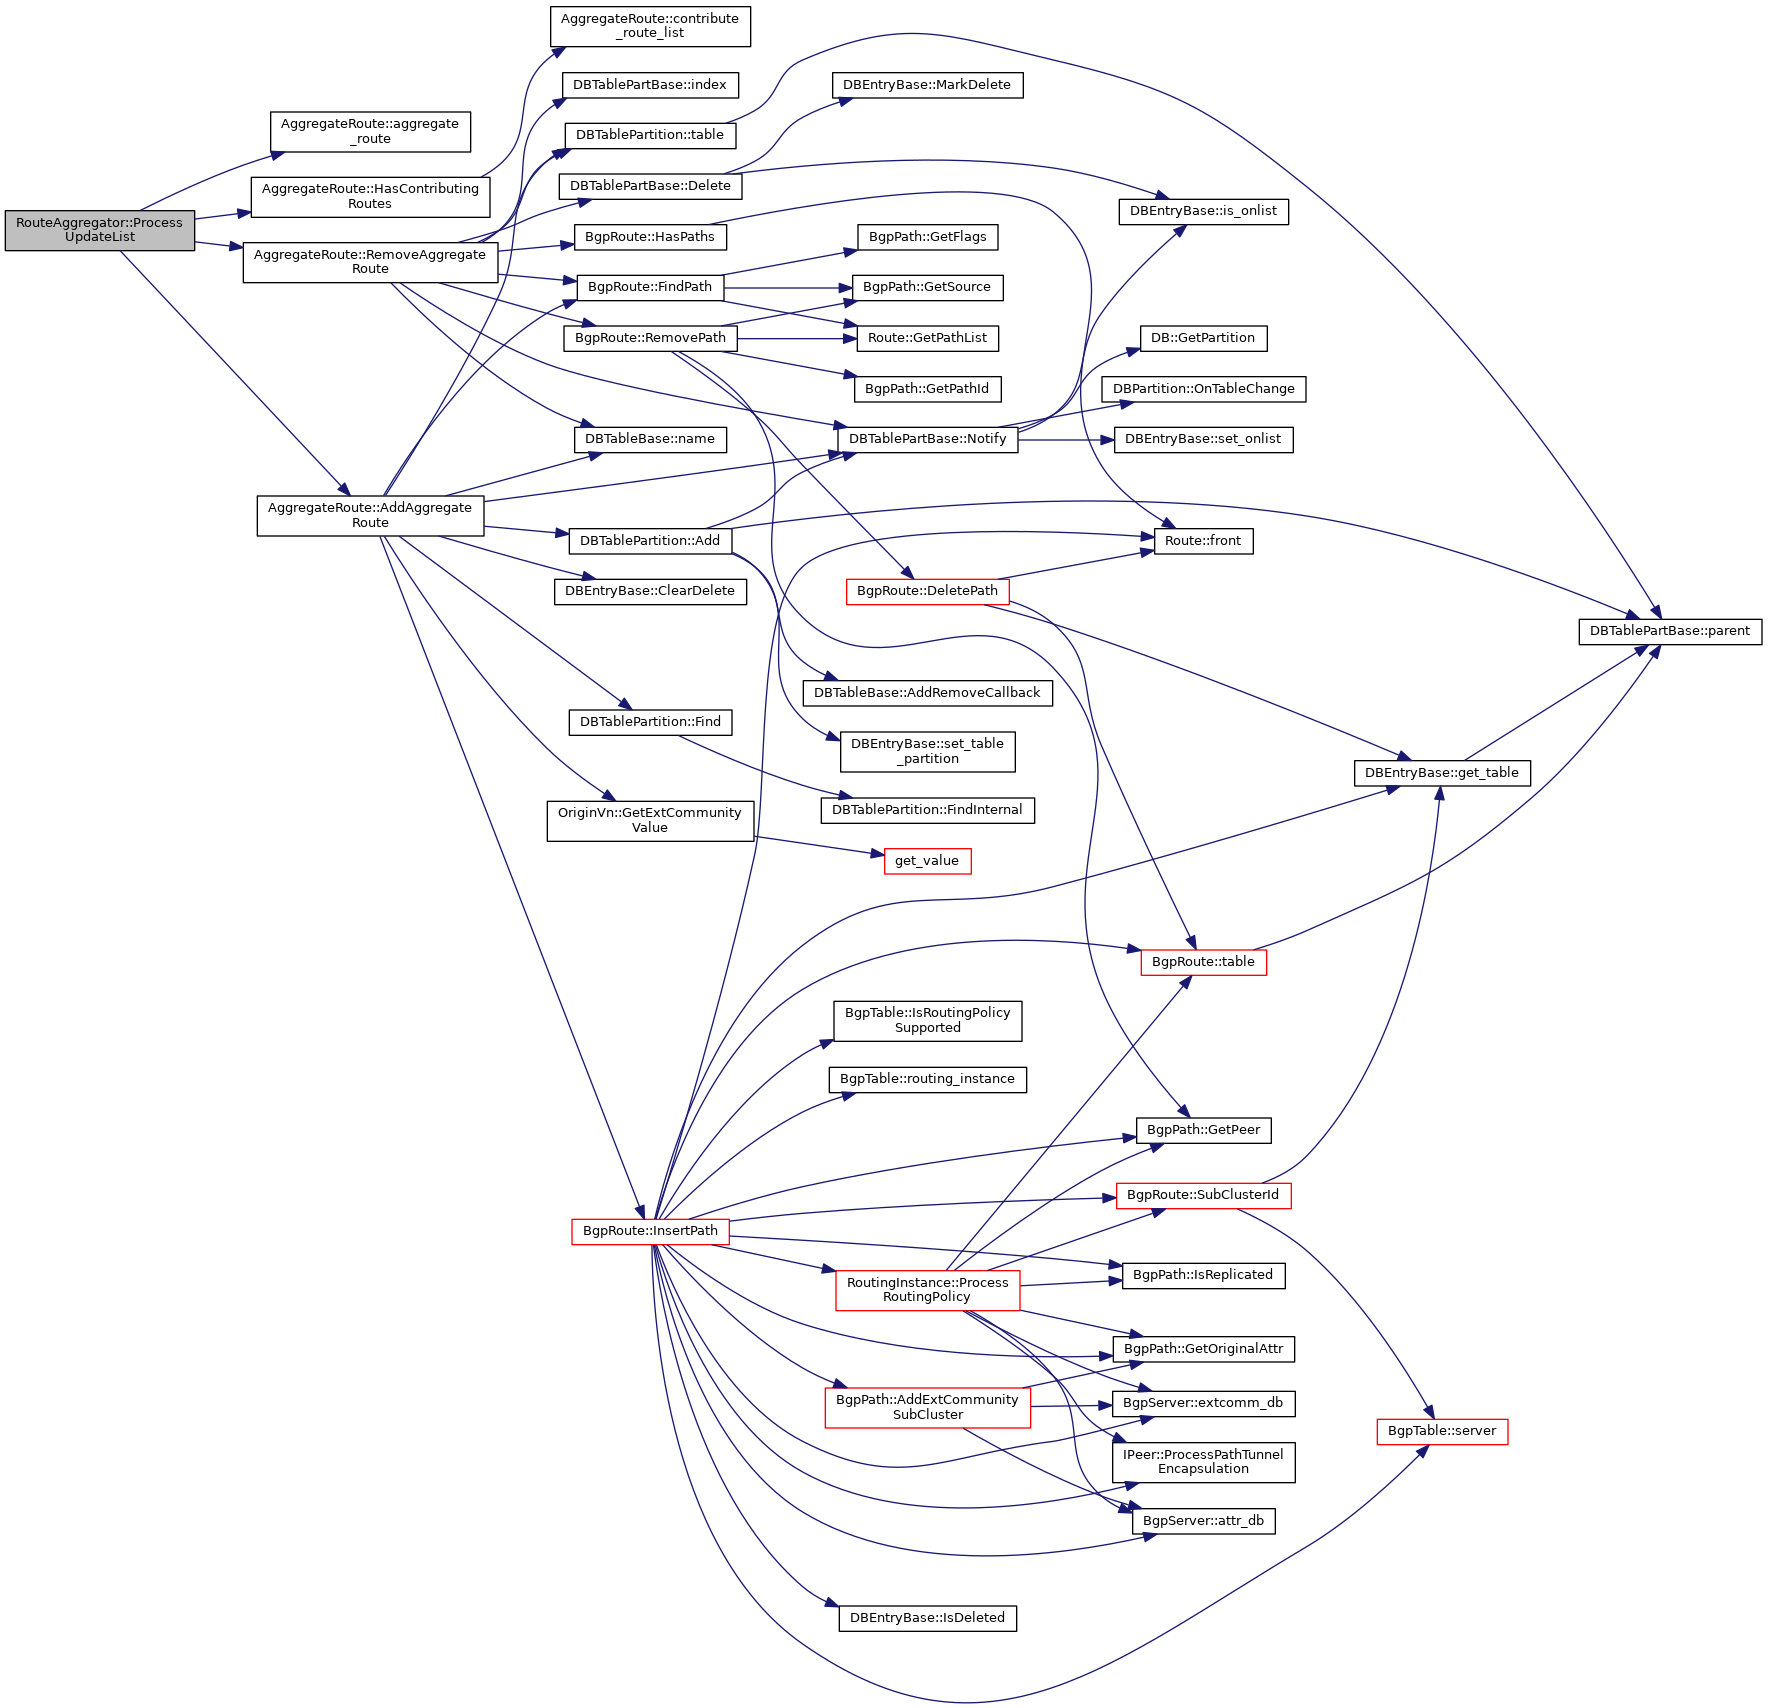 AggregateRoute::contribute
_route_list
DBTablePartBase::index
DBEntryBase::MarkDelete
AggregateRoute::aggregate
_route
DBTablePartition::table
AggregateRoute::HasContributing
Routes
DBTablePartBase::Delete
DBEntryBase::is_onlist
RouteAggregator::Process
UpdateList
BgpRoute::HasPaths
BgpPath::GetFlags
AggregateRoute::RemoveAggregate
Route
BgpRoute::FindPath
BgpPath::GetSource
BgpRoute::RemovePath
Route::GetPathList
DB::GetPartition
BgpPath::GetPathId
DBPartition::OnTableChange
DBTableBase::name
DBTablePartBase::Notify
DBEntryBase::set_onlist
AggregateRoute::AddAggregate
Route
DBTablePartition::Add
Route::front
DBEntryBase::ClearDelete
BgpRoute::DeletePath
DBTablePartBase::parent
DBTableBase::AddRemoveCallback
DBTablePartition::Find
DBEntryBase::set_table
_partition
DBEntryBase::get_table
DBTablePartition::FindInternal
OriginVn::GetExtCommunity
Value
get_value
BgpRoute::table
BgpTable::IsRoutingPolicy
Supported
BgpTable::routing_instance
BgpPath::GetPeer
BgpRoute::SubClusterId
BgpRoute::InsertPath
BgpPath::IsReplicated
RoutingInstance::Process
RoutingPolicy
BgpPath::GetOriginalAttr
BgpPath::AddExtCommunity
SubCluster
BgpServer::extcomm_db
BgpTable::server
IPeer::ProcessPathTunnel
Encapsulation
BgpServer::attr_db
DBEntryBase::IsDeleted